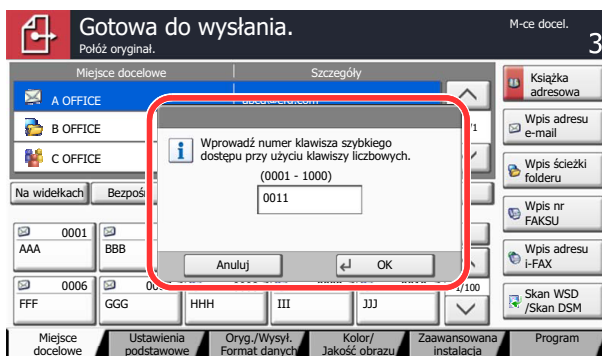 Gotowa do wysłania.
Połóż oryginał.
M-ce docel.
3
Miejsce docelowe
Szczegóły
A OFFICE
B OFFICE
C OFFICE
Wprowadź numer klawisza szybkiego
dostępu przy użyciu klawiszy liczbowych.
(0001 - 1000)
0011
Anuluj
OK
Na widełkach
0001
AAA
BBB
0006
FFF
GGG
HHH
III
JJJ
1/100
Książka
adresowa
Wpis adresu
e-mail
Wpis ścieżki
folderu
Wpis nr
FAKSU
Wpis adresu
i-FAX
Skan WSD
/Skan DSM
Miejsce
docelowe
Ustawienia
podstawowe
Oryg./Wysył.
Format danych
Kolor/
Jakość obrazu
Zaawansowana
instalacja
Program